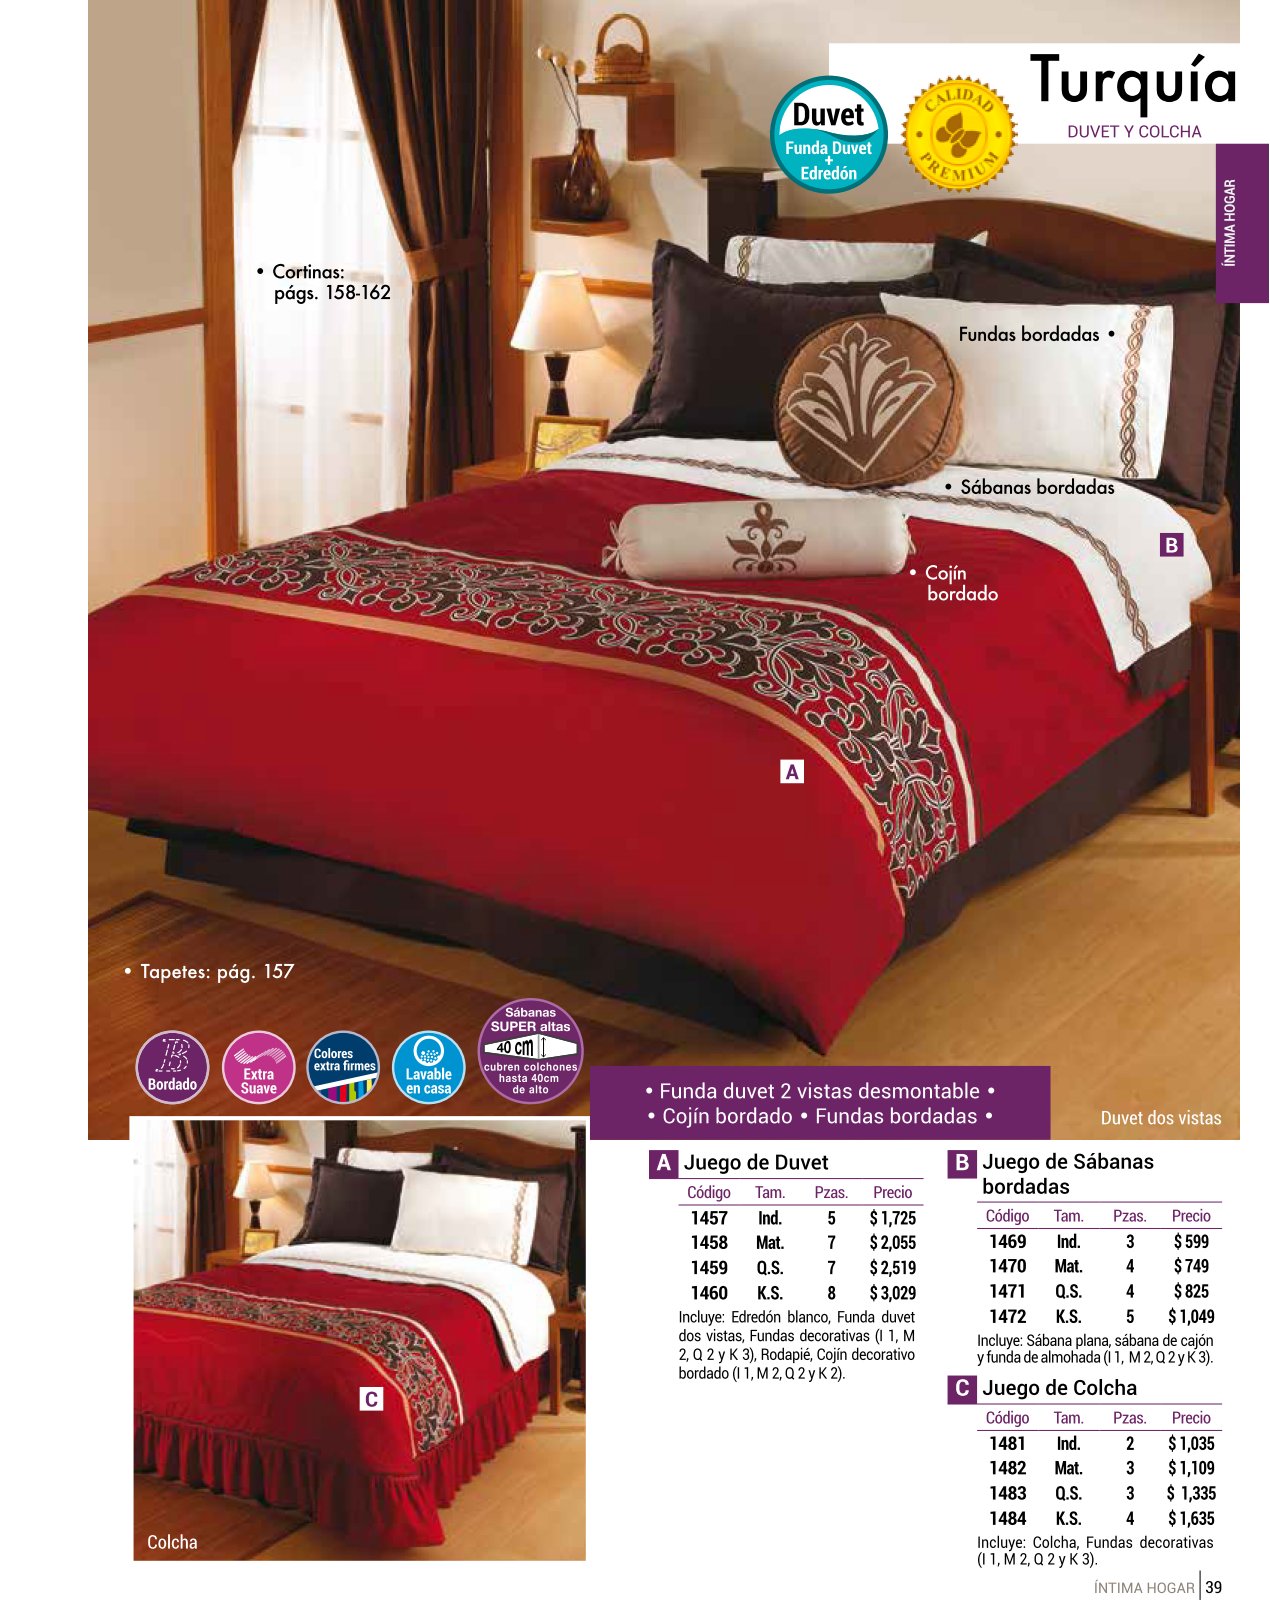 Turquía
DUVET Y COLCHA
Duvet
Funda Duvet
+
Edredón
CALIDAD
PREMIUM
ÍNTIMA HOGAR
• Cortinas:
págs. 158-162
Fundas bordadas •
• Sábanas bordadas
B
• Cojín
bordado
A
• Tapetes: pág. 157
B
Bordado
Extra
Suave
Colores
extra firmes
Lavable
en casa
Sábanas
SUPER altas
40 cm
cubren colchones
hasta 40cm
de alto
• Funda duvet 2 vistas desmontable •
• Cojín bordado • Fundas bordadas •
Duvet dos vistas
C
Colcha
A Juego de Duvet
Código Tam. Pzas. Precio
1457 Ind. 5 $ 1,725
1458 Mat. 7 $ 2,055
1459 Q.S. 7 $ 2,519
1460 K.S. 8 $ 3,029
Incluye: Edredón blanco, Funda duvet
dos vistas, Fundas decorativas (I 1, M
2, Q 2 y K 3), Rodapié, Cojín decorativo
bordado (I 1, M 2, Q 2 y K 2).
B Juego de Sábanas
bordadas
Código Tam. Pzas. Precio
1469 Ind. 3 $ 599
1470 Mat. 4 $ 749
1471 Q.S. 4 $ 825
1472 K.S. 5 $ 1,049
Incluye: Sábana plana, sábana de cajón
y funda de almohada (I 1, M 2, Q 2 y K 3).
C Juego de Colcha
Código Tam. Pzas. Precio
1481 Ind. 2 $ 1,035
1482 Mat. 3 $ 1,109
1483 Q.S. 3 $ 1,335
1484 K.S. 4 $ 1,635
Incluye: Colcha, Fundas decorativas
(I 1, M 2, Q 2 y K 3).
ÍNTIMA HOGAR 39